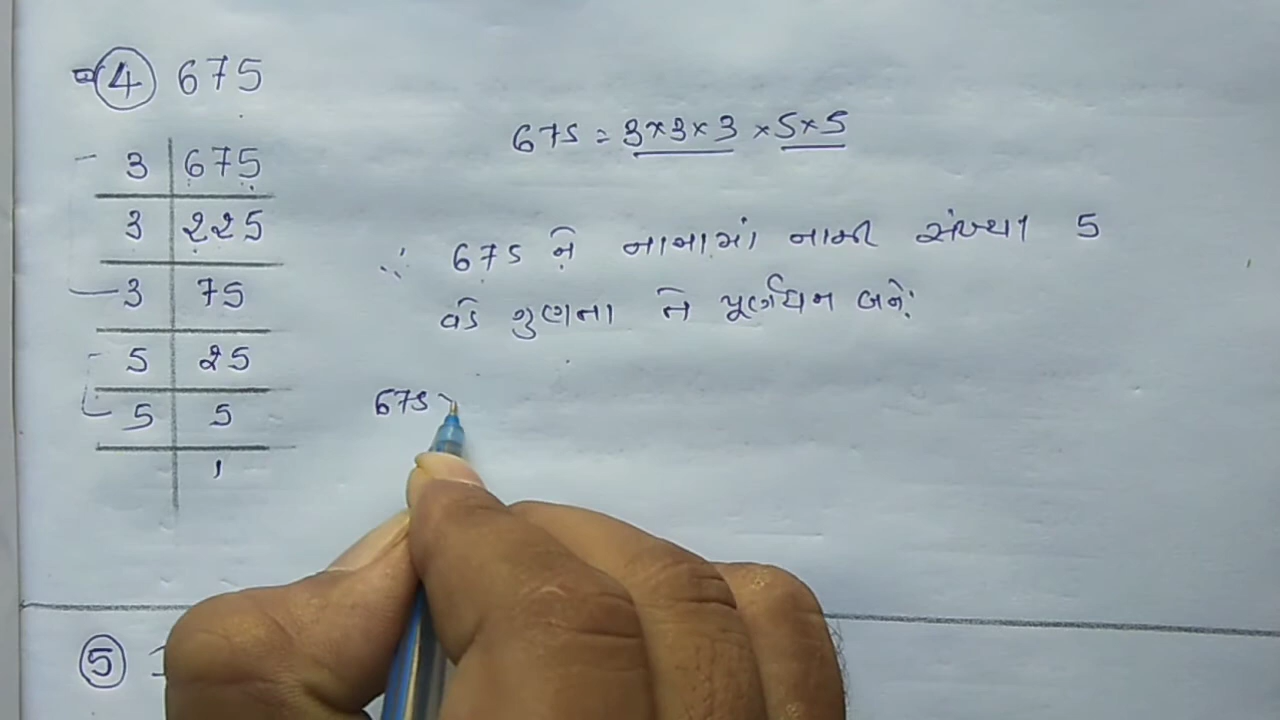 ④ 675
3 | 675
3 | 225
3 | 75
5 | 25
5 | 5
1
675 = 3×3×3 × 5×5
∴ 675 ને નાનામાં નાની સંખ્યા 5
વડે ગુણતા તે પૂર્ણઘન બને.
675
⑤